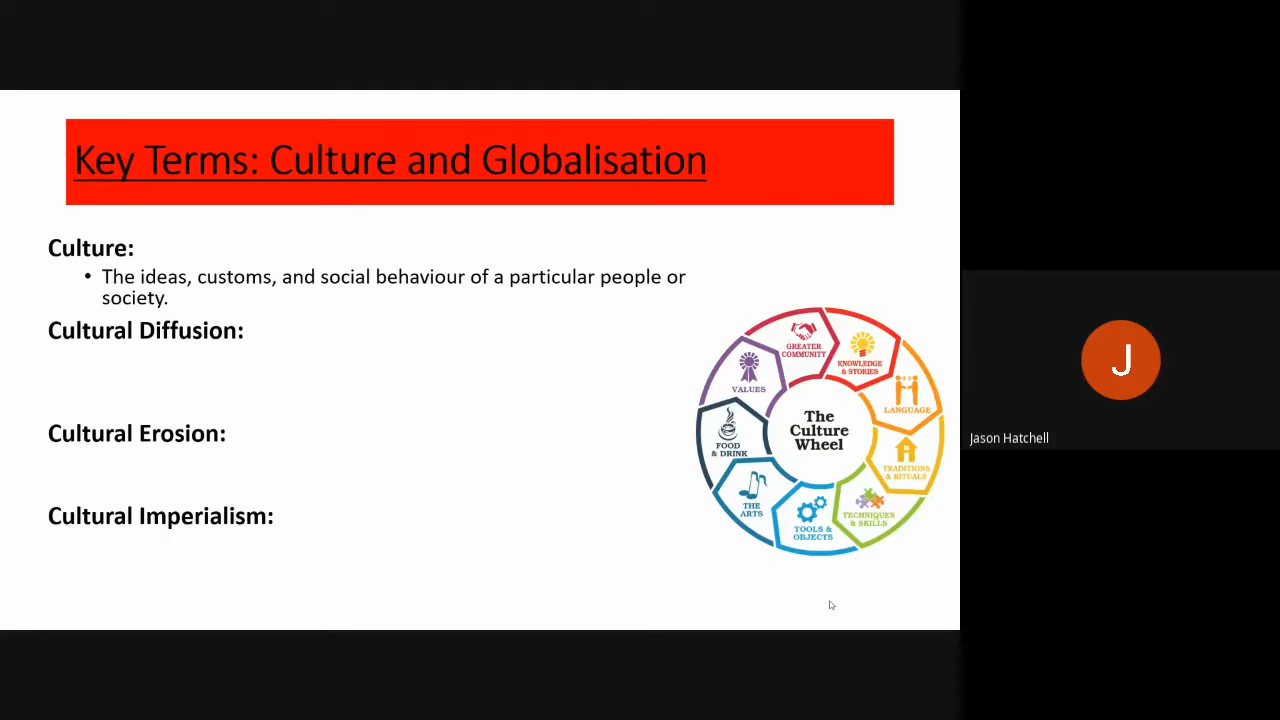 Key Terms: Culture and Globalisation
Culture:
• The ideas, customs, and social behaviour of a particular people or
society.
Cultural Diffusion:
Cultural Erosion:
Cultural Imperialism:
The
Culture
Wheel
GREATER
COMMUNITY
KNOWLEDGE
& STORIES
LANGUAGE
TRADITIONS
& RITUALS
TECHNIQUES
& SKILLS
TOOLS &
OBJECTS
THE
ARTS
FOOD
& DRINK
VALUES
J
Jason Hatchell